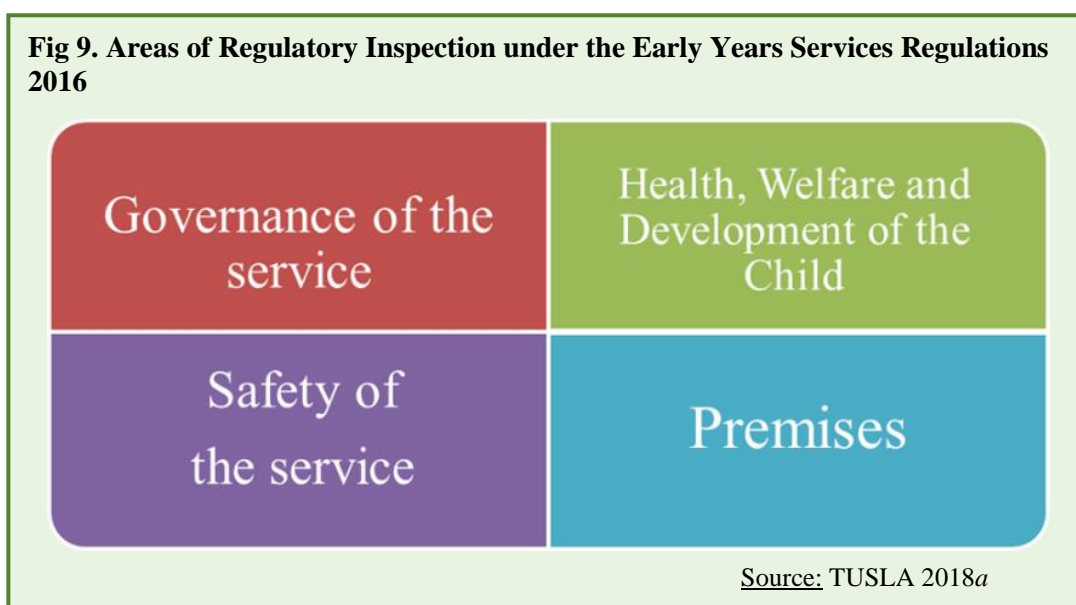 Fig 9. Areas of Regulatory Inspection under the Early Years Services Regulations
2016
Governance of the
service
Health, Welfare and
Development of the
Child
Safety of
the service
Premises
Source: TUSLA 2018a